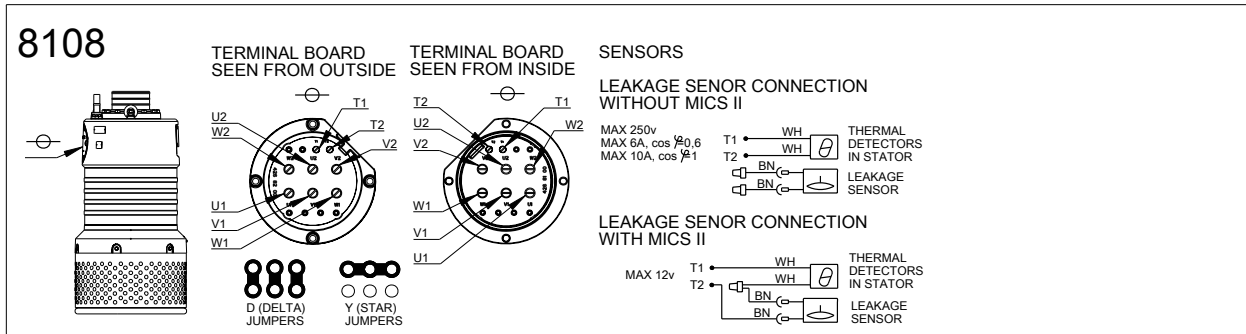 8108
TERMINAL BOARD
SEEN FROM OUTSIDE
T1
U2
W2
T2
V2
U1
V1
W1
D (DELTA)
JUMPERS
Y (STAR)
JUMPERS
TERMINAL BOARD
SEEN FROM INSIDE
T2
U2
V2
T1
W2
W1
V1
U1
SENSORS
LEAKAGE SENOR CONNECTION
WITHOUT MICS II
MAX 250v
MAX 6A, cos φ=0,6
MAX 10A, cos φ=1
T1 WH
T2 WH
THERMAL
DETECTORS
IN STATOR
BN
BN
LEAKAGE
SENSOR
LEAKAGE SENOR CONNECTION
WITH MICS II
MAX 12v
T1 WH
T2 WH
THERMAL
DETECTORS
IN STATOR
BN
BN
LEAKAGE
SENSOR